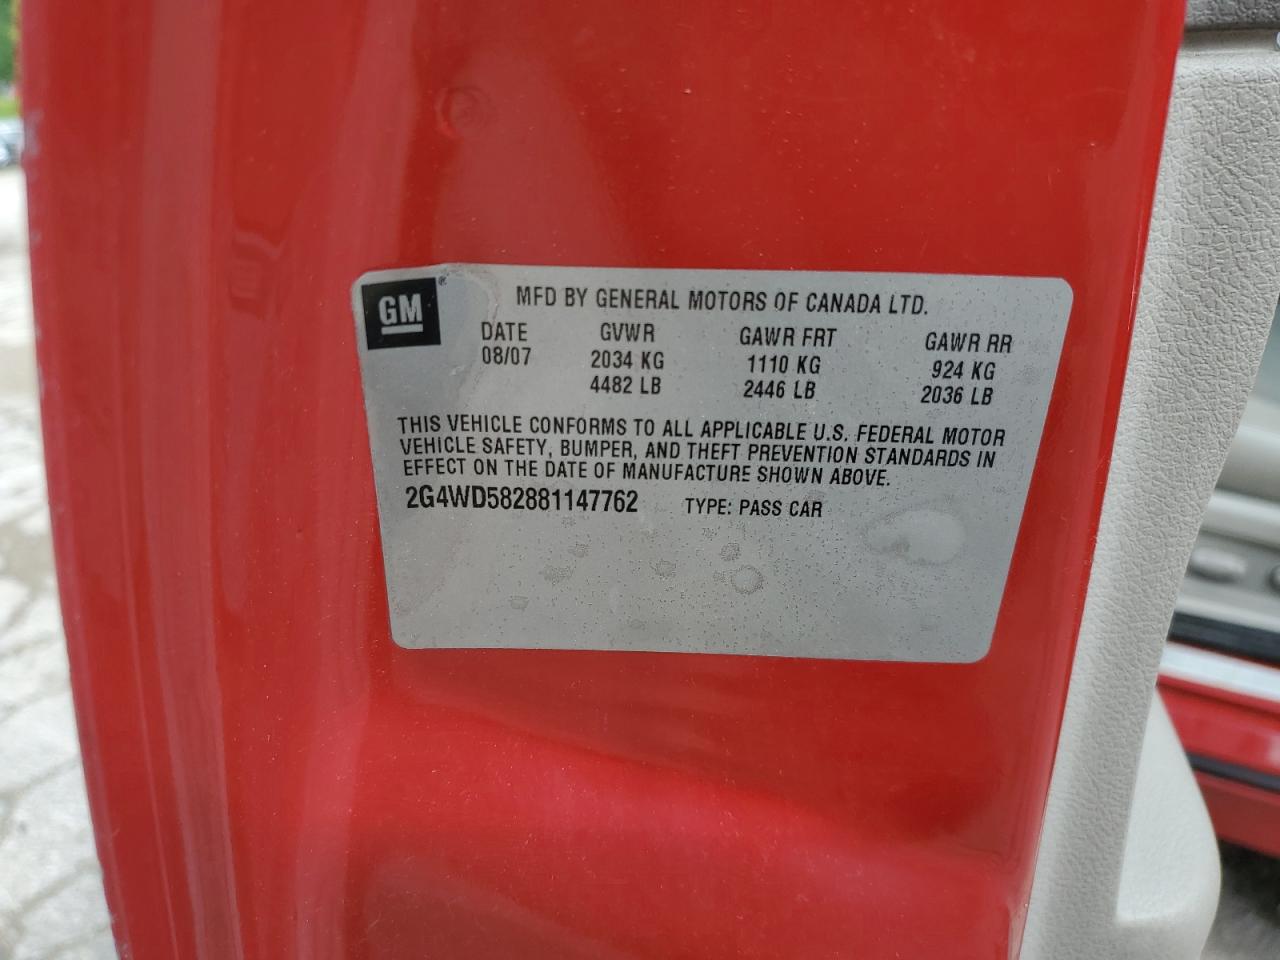 GM®
MFD BY GENERAL MOTORS OF CANADA LTD.
DATE GVWR GAWR FRT GAWR RR
08/07 2034 KG 1110 KG 924 KG
4482 LB 2446 LB 2036 LB
THIS VEHICLE CONFORMS TO ALL APPLICABLE U.S. FEDERAL MOTOR
VEHICLE SAFETY, BUMPER, AND THEFT PREVENTION STANDARDS IN
EFFECT ON THE DATE OF MANUFACTURE SHOWN ABOVE.
2G4WD582881147762 TYPE: PASS CAR